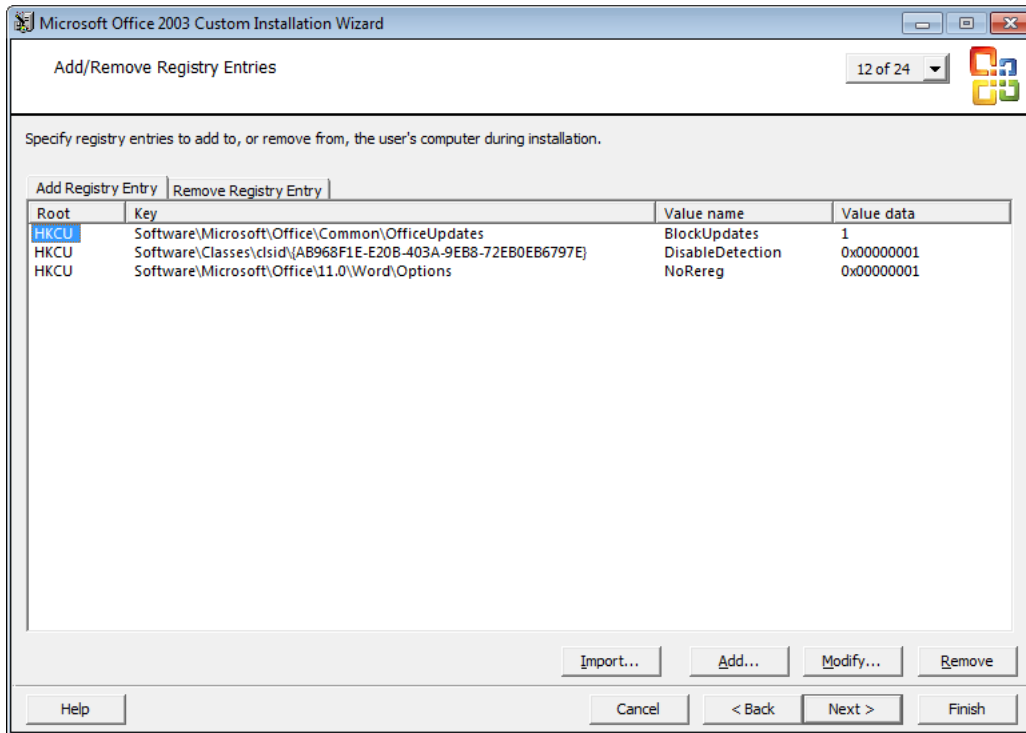 Microsoft Office 2003 Custom Installation Wizard
Add/Remove Registry Entries
12 of 24
Specify registry entries to add to, or remove from, the user's computer during installation.
Add Registry Entry Remove Registry Entry
Root Key Value name Value data
HKCU Software\Microsoft\Office\Common\OfficeUpdates BlockUpdates 1
HKCU Software\Classes\clsid\{AB968F1E-E20B-403A-9EB8-72EB0EB6797E} DisableDetection 0x00000001
HKCU Software\Microsoft\Office\11.0\Word\Options NoRereg 0x00000001
Import... Add... Modify... Remove
Help Cancel < Back Next > Finish